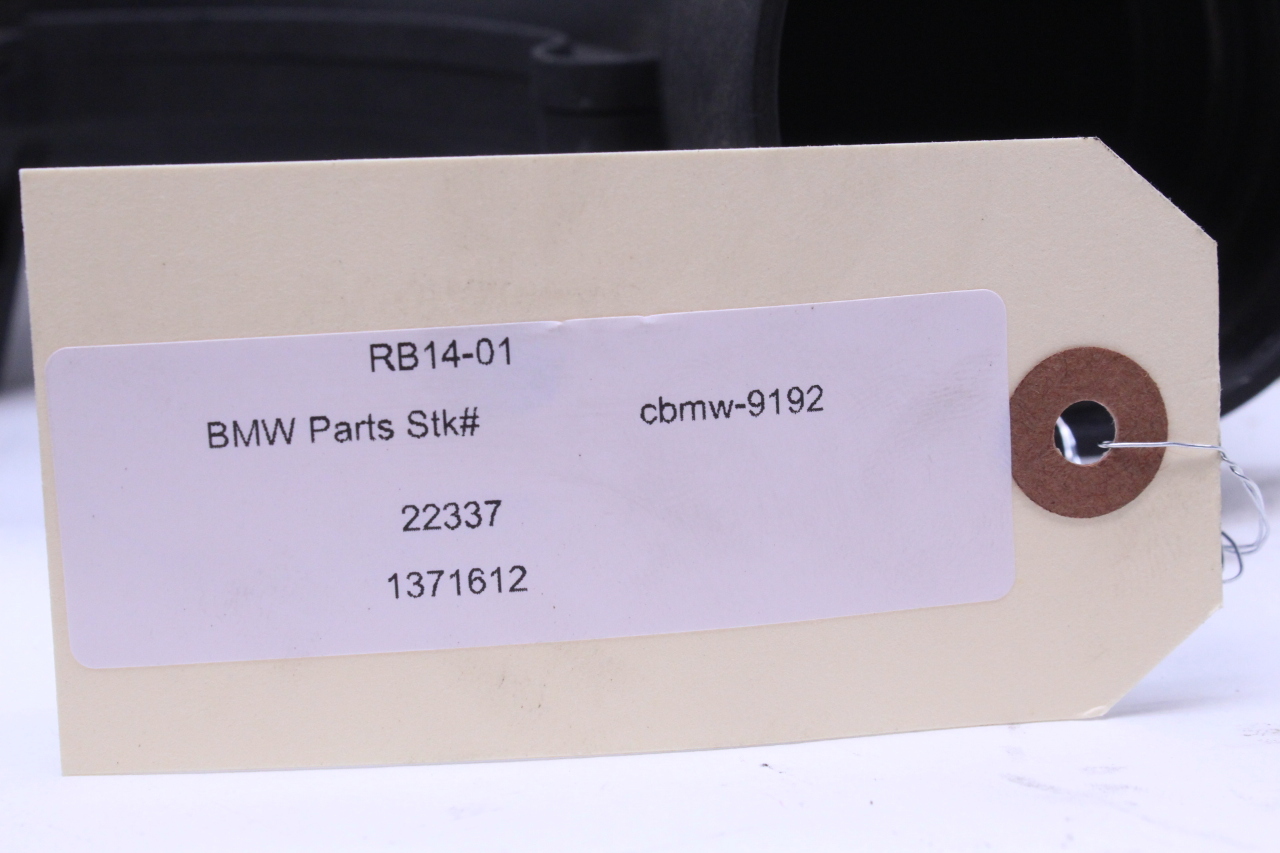 RB14-01
BMW Parts Stk# cbmw-9192
22337
1371612